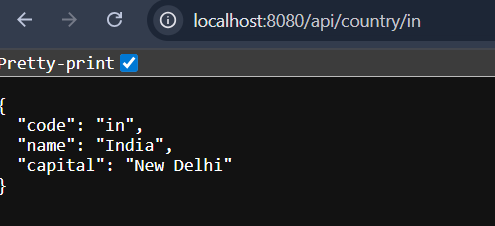 localhost:8080/api/country/in
Pretty-print
{
"code": "in",
"name": "India",
"capital": "New Delhi"
}